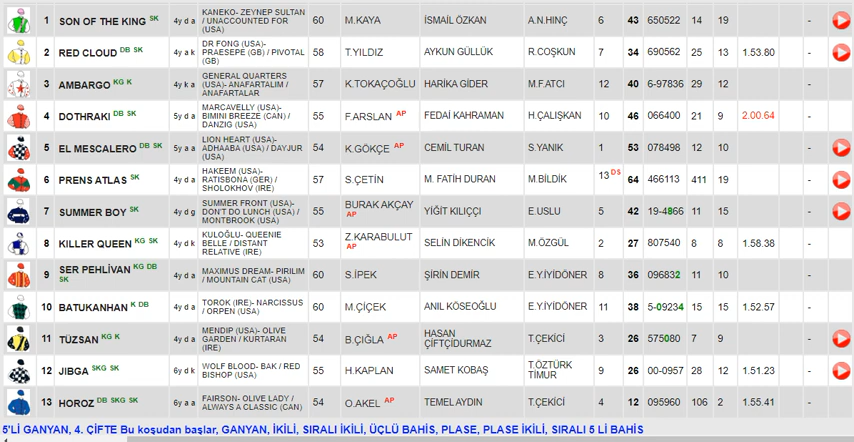 1 SON OF THE KING SK 4y d a KANEKO- ZEYNEP SULTAN / UNACCOUNTED FOR (USA) 60 M.KAYA İSMAİL ÖZKAN A.N.HINÇ 6 43 650522 14 19 -
2 RED CLOUD DB SK 4y a k DR FONG (USA)- PRAESEPE (GB) / PIVOTAL (GB) 58 T.YILDIZ AYKUN GÜLLÜK R.COŞKUN 7 34 690562 25 13 1.53.80 -
3 AMBARGO KG K 4y k a GENERAL QUARTERS (USA)- ANAFARTALIM / ANAFARTALAR 57 K.TOKAÇOĞLU HARİKA GİDER M.F.ATCI 12 40 6-97836 29 12 -
4 DOTHRAKI DB SK 5y d a MARCAVELLY (USA)- BIMINI BREEZE (CAN) / DANZIG (USA) 55 F.ARSLAN AP FEDAİ KAHRAMAN H.ÇALIŞKAN 10 46 066400 21 9 2.00.64 -
5 EL MESCALERO DB SK 5y a a LION HEART (USA)- ADHAABA (USA) / DAYJUR (USA) 54 K.GÖKÇE AP CEMİL TURAN S.YANIK 1 53 078498 12 10 -
6 PRENS ATLAS SK 5y d a HAKEEM (USA)- RATISBONA (GER) / SHOLOKHOV (IRE) 57 S.ÇETİN M. FATİH DURAN M.BİLDİK 13 DS 64 466113 411 19 -
7 SUMMER BOY SK 4y d g SUMMER FRONT (USA)- DON'T DO LUNCH (USA) / MONTBROOK (USA) 55 BURAK AKÇAY AP YİĞİT KILIÇÇI E.USLU 5 42 19-4866 11 15 -
8 KILLER QUEEN KG SK 4y d k KULOĞLU- QUEENIE BELLE / DISTANT RELATIVE (IRE) 53 Z.KARABULUT AP SELİN DİKENCİK M.ÖZGÜL 2 27 807540 8 8 1.58.38 -
9 SER PEHLİVAN KG DB SK 4y d a MAXIMUS DREAM- PIRILIM / MOUNTAIN CAT (USA) 60 S.İPEK ŞİRİN DEMİR E.Y.İYİDÖNER 8 36 096832 11 10 -
10 BATUKANHAN K DB 4y d a TOROK (IRE)- NARCISSUS / ORPEN (USA) 60 M.ÇİÇEK ANIL KÖSEOĞLU E.Y.İYİDÖNER 11 38 5-09234 15 15 1.52.57 -
11 TÜZSAN KG K 4y d a MENDIP (USA)- OLIVE GARDEN / KURTARAN (IRE) 54 B.ÇIĞLA AP HASAN ÇİFTÇİDURMAZ T.ÇEKİCİ 3 26 575080 7 9 -
12 JIBGA SKG SK 6y d k WOLF BLOOD- BAK / RED BISHOP (USA) 55 H.KAPLAN SAMET KOBAŞ T.ÖZTÜRK TİMUR 9 26 00-0957 28 12 1.51.23 -
13 HOROZ DB SKG SK 6y a a FAIRSON- OLIVE LADY / ALWAYS A CLASSIC (CAN) 54 O.AKEL AP TEMEL AYDIN T.ÇEKİCİ 4 12 095960 106 2 1.55.41 -
5'Lİ GANYAN, 4. ÇİFTE Bu koşudan başlar, GANYAN, İKİLİ, SIRALI İKİLİ, ÜÇLÜ BAHİS, PLASE, PLASE İKİLİ, SIRALI 5 Lİ BAHİS